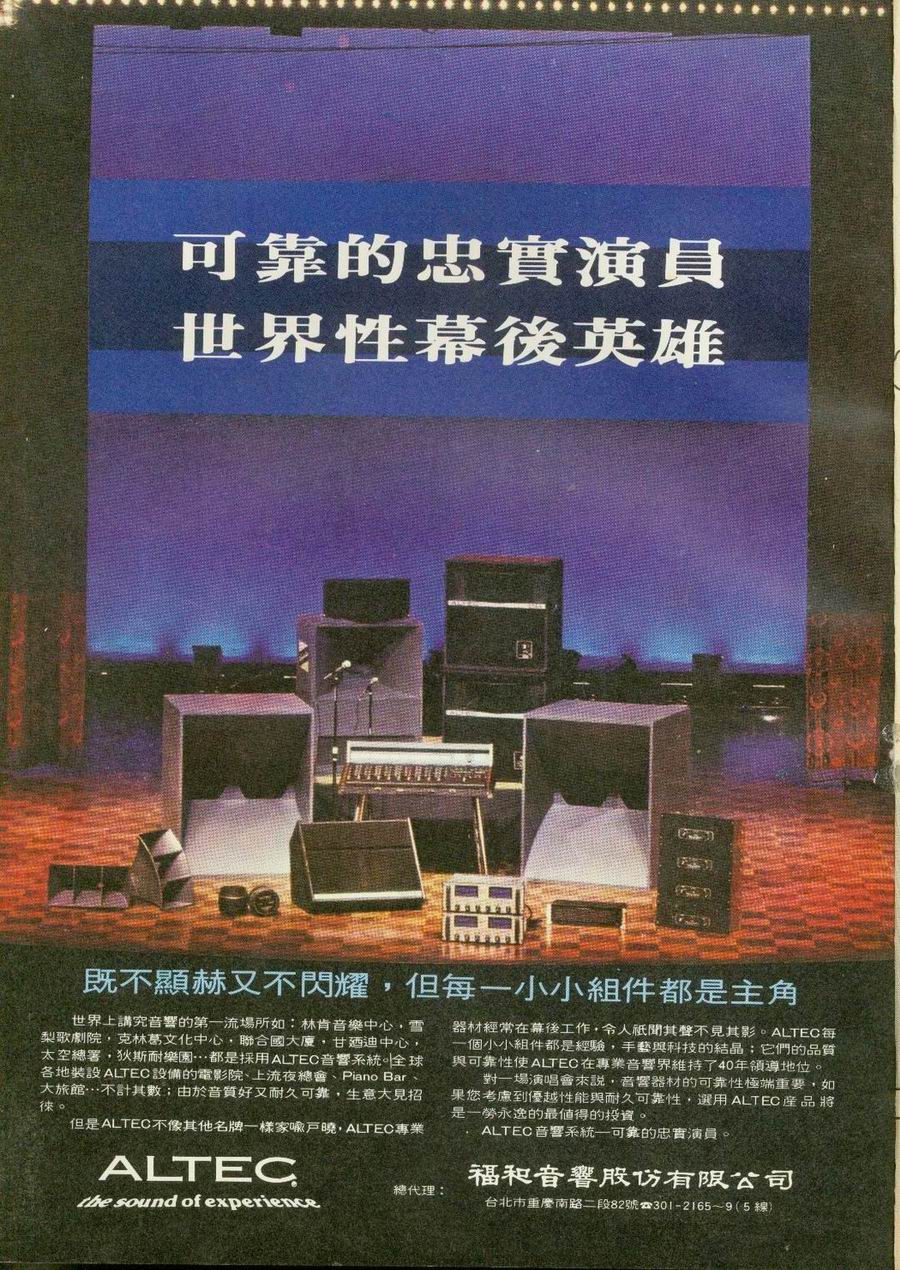 可靠的忠實演員
世界性幕後英雄
既不顯赫又不閃耀,但每一小小組件都是主角
世界上講究音響的第一流場所如:林肯音樂中心,雪
梨歌劇院,克林葛文化中心,聯合國大廈,甘迺迪中心,
太空總署,狄斯耐樂園…都是採用ALTEC音響系統。全球
各地裝設ALTEC設備的電影院、上流夜總會、Piano Bar、
大旅館…不計其數;由於音質好又耐久可靠,生意大見招
徠。
但是ALTEC不像其他名牌一樣家喻戶曉,ALTEC專業
器材經常在幕後工作,令人祇聞其聲不見其影。ALTEC每
一個小小組件都是經驗,手藝與科技的結晶;它們的品質
與可靠性使ALTEC在專業音響界維持了40年領導地位。
對一場演唱會來說,音響器材的可靠性極端重要,如
果您考慮到優越性能與耐久可靠性,選用ALTEC産品將
是一勞永逸的最値得的投資。
ALTEC音響系統—可靠的忠實演員。
ALTEC
the sound of experience
總代理:
福和音響股份有限公司
台北市重慶南路二段82號☎301-2165~9(5線)